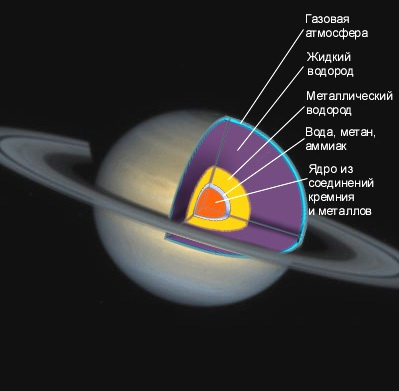 Газовая
атмосфера
Жидкий
водород
Металлический
водород
Вода, метан,
аммиак
Ядро из
соединений
кремния
и металлов